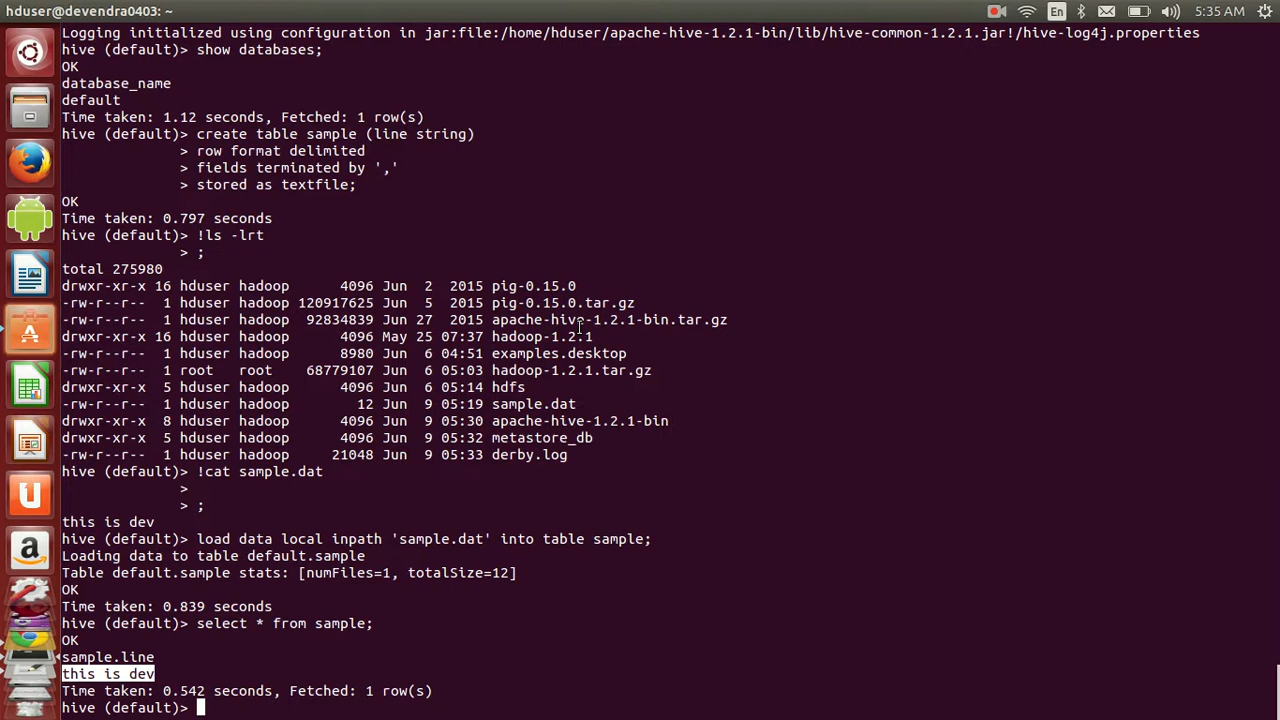 hduser@devendra0403: ~
En
5:35 AM
Logging initialized using configuration in jar:file:/home/hduser/apache-hive-1.2.1-bin/lib/hive-common-1.2.1.jar!/hive-log4j.properties
hive (default)> show databases;
OK
database_name
default
Time taken: 1.12 seconds, Fetched: 1 row(s)
hive (default)> create table sample (line string)
> row format delimited
> fields terminated by ','
> stored as textfile;
OK
Time taken: 0.797 seconds
hive (default)> !ls -lrt
> ;
total 275980
drwxr-xr-x 16 hduser hadoop 4096 Jun 2 2015 pig-0.15.0
-rw-r--r-- 1 hduser hadoop 120917625 Jun 5 2015 pig-0.15.0.tar.gz
-rw-r--r-- 1 hduser hadoop 92834839 Jun 27 2015 apache-hive-1.2.1-bin.tar.gz
drwxr-xr-x 16 hduser hadoop 4096 May 25 07:37 hadoop-1.2.1
-rw-r--r-- 1 hduser hadoop 8980 Jun 6 04:51 examples.desktop
-rw-r--r-- 1 root root 68779107 Jun 6 05:03 hadoop-1.2.1.tar.gz
drwxr-xr-x 5 hduser hadoop 4096 Jun 6 05:14 hdfs
-rw-r--r-- 1 hduser hadoop 12 Jun 9 05:19 sample.dat
drwxr-xr-x 8 hduser hadoop 4096 Jun 9 05:30 apache-hive-1.2.1-bin
drwxr-xr-x 5 hduser hadoop 4096 Jun 9 05:32 metastore_db
-rw-r--r-- 1 hduser hadoop 21048 Jun 9 05:33 derby.log
hive (default)> !cat sample.dat
>
> ;
this is dev
hive (default)> load data local inpath 'sample.dat' into table sample;
Loading data to table default.sample
Table default.sample stats: [numFiles=1, totalSize=12]
OK
Time taken: 0.839 seconds
hive (default)> select * from sample;
OK
sample.line
this is dev
Time taken: 0.542 seconds, Fetched: 1 row(s)
hive (default)>